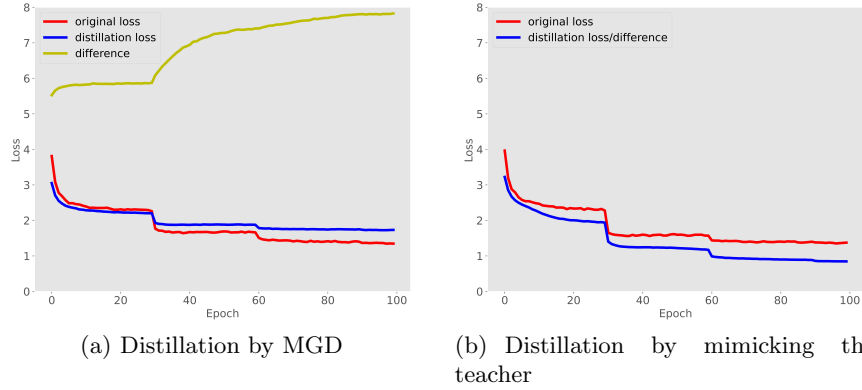 8
7
6
5
4
3
2
1
0
Loss
original loss
distillation loss
difference
0 20 40 60 80 100
Epoch
(a) Distillation by MGD
8
7
6
5
4
3
2
1
0
Loss
original loss
distillation loss/difference
0 20 40 60 80 100
Epoch
(b) Distillation by mimicking th
teacher